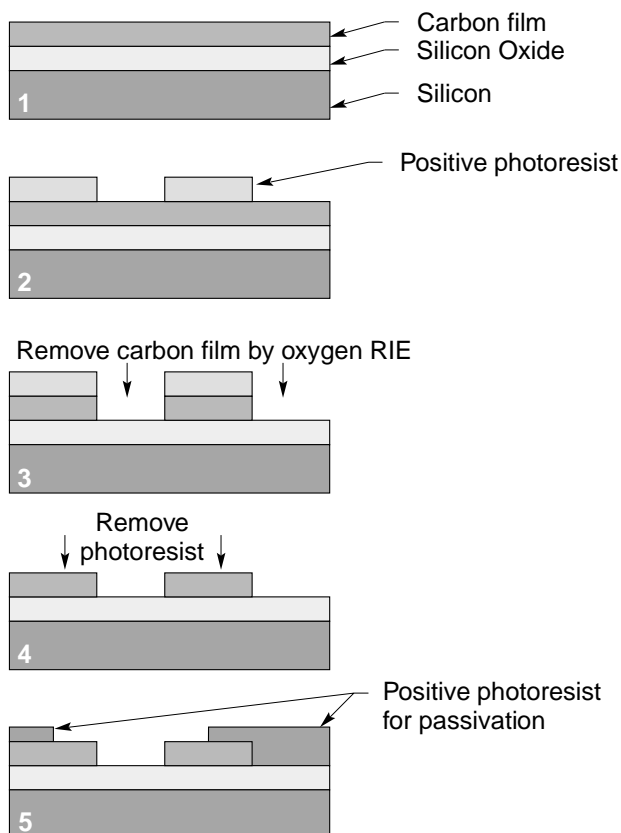 Carbon film
Silicon Oxide
Silicon
1
Positive photoresist
2
Remove carbon film by oxygen RIE
3
Remove
photoresist
4
Positive photoresist
for passivation
5